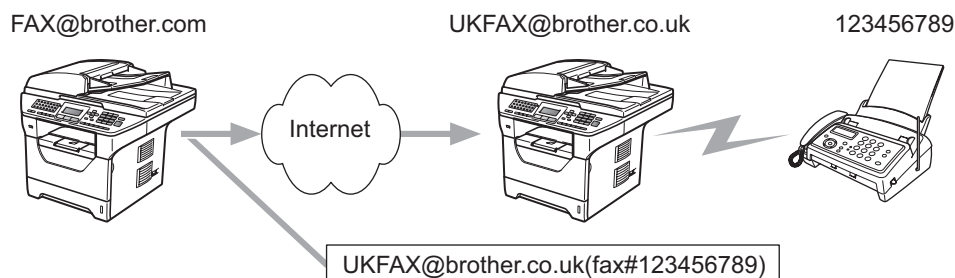 FAX@brother.com
UKFAX@brother.co.uk
123456789
Internet
UKFAX@brother.co.uk(fax#123456789)